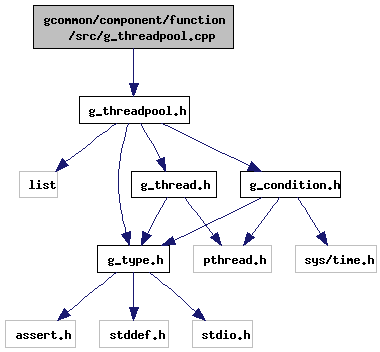 gcommon/component/function
/src/g_threadpool.cpp
g_threadpool.h
list
g_thread.h
g_condition.h
g_type.h
pthread.h
sys/time.h
assert.h
stddef.h
stdio.h